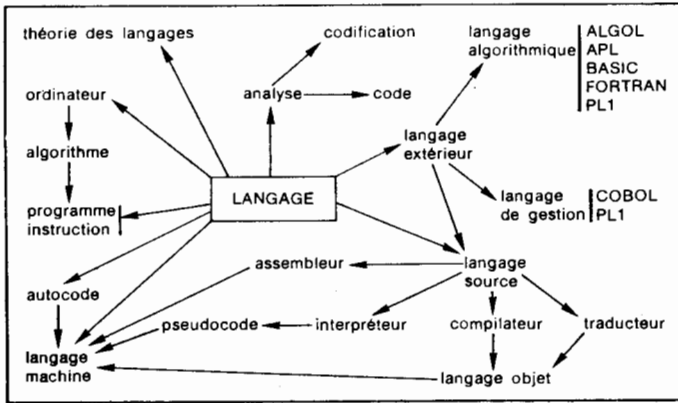 théorie des langages
codification
langage
algorithmique
ALGOL
APL
BASIC
FORTRAN
PL1
ordinateur
analyse
code
algorithme
langage
extérieur
programme
instruction
LANGAGE
langage
de gestion
COBOL
PL1
assembleur
langage
source
autocode
pseudocode
interpréteur
compilateur
traducteur
langage
machine
langage objet